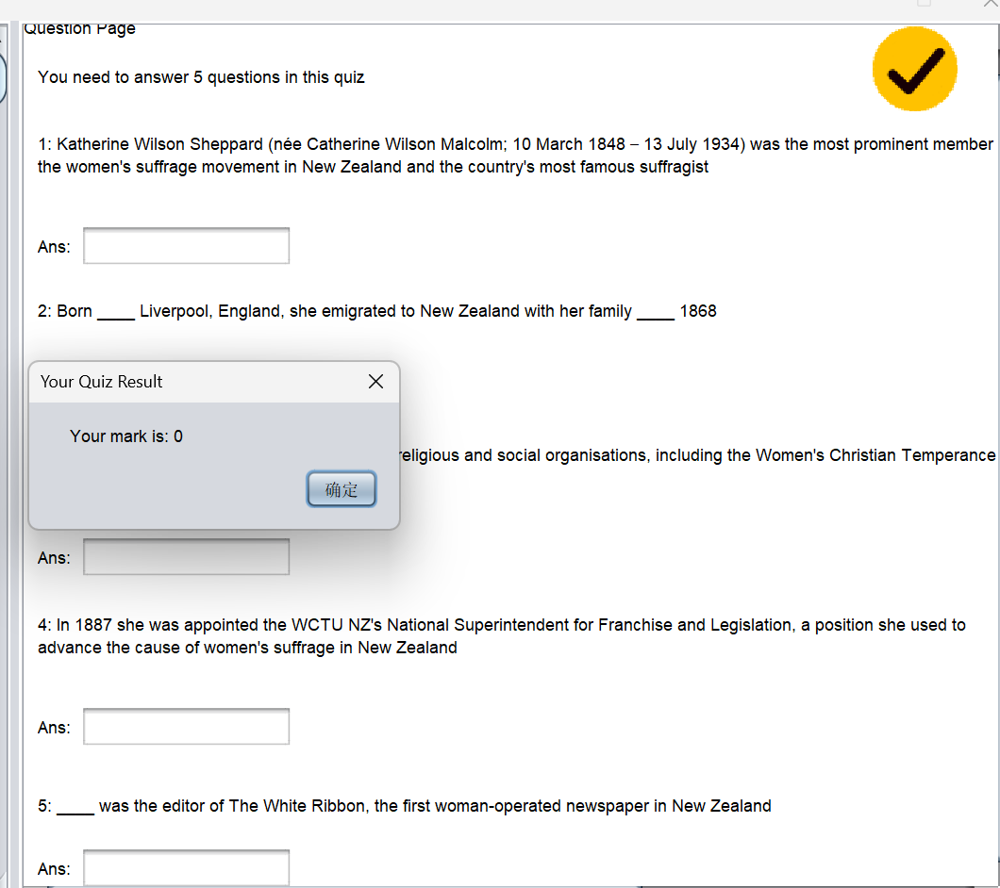 Question Page
You need to answer 5 questions in this quiz
1: Katherine Wilson Sheppard (née Catherine Wilson Malcolm; 10 March 1848 – 13 July 1934) was the most prominent member
the women's suffrage movement in New Zealand and the country's most famous suffragist
Ans:
2: Born ____ Liverpool, England, she emigrated to New Zealand with her family ____ 1868
Your Quiz Result
Your mark is: 0
religious and social organisations, including the Women's Christian Temperance
确定
Ans:
4: In 1887 she was appointed the WCTU NZ's National Superintendent for Franchise and Legislation, a position she used to
advance the cause of women's suffrage in New Zealand
Ans:
5: ____ was the editor of The White Ribbon, the first woman-operated newspaper in New Zealand
Ans: